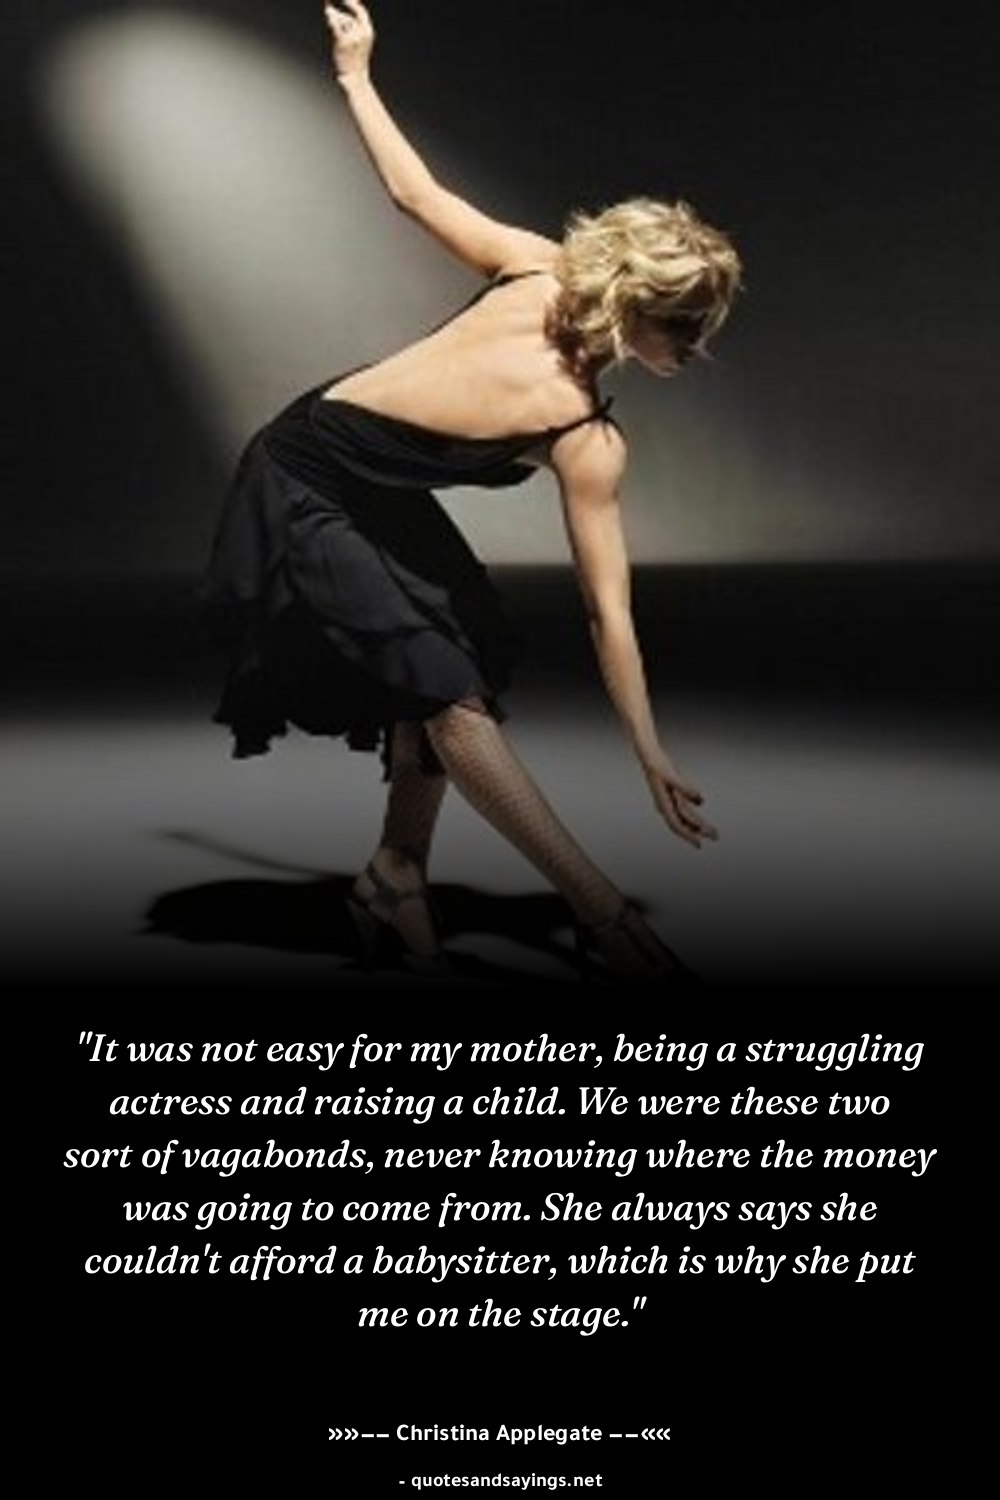 "It was not easy for my mother, being a struggling
actress and raising a child. We were these two
sort of vagabonds, never knowing where the money
was going to come from. She always says she
couldn't afford a babysitter, which is why she put
me on the stage."
»»−− Christina Applegate −−««
- quotesandsayings.net